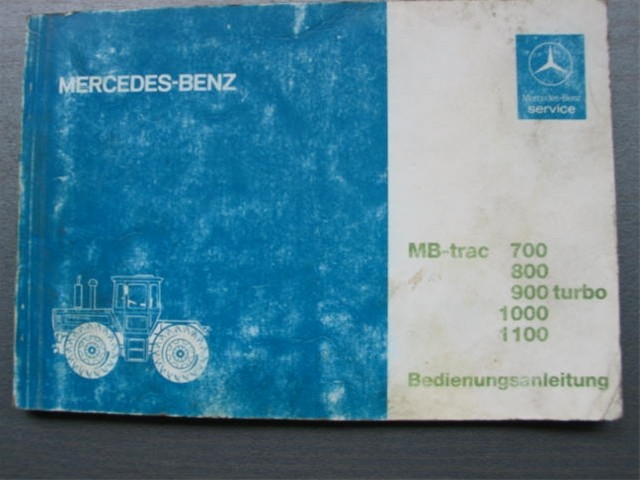 MERCEDES-BENZ
Mercedes-Benz
service
MB-trac 700
800
900 turbo
1000
1100
Bedienungsanleitung